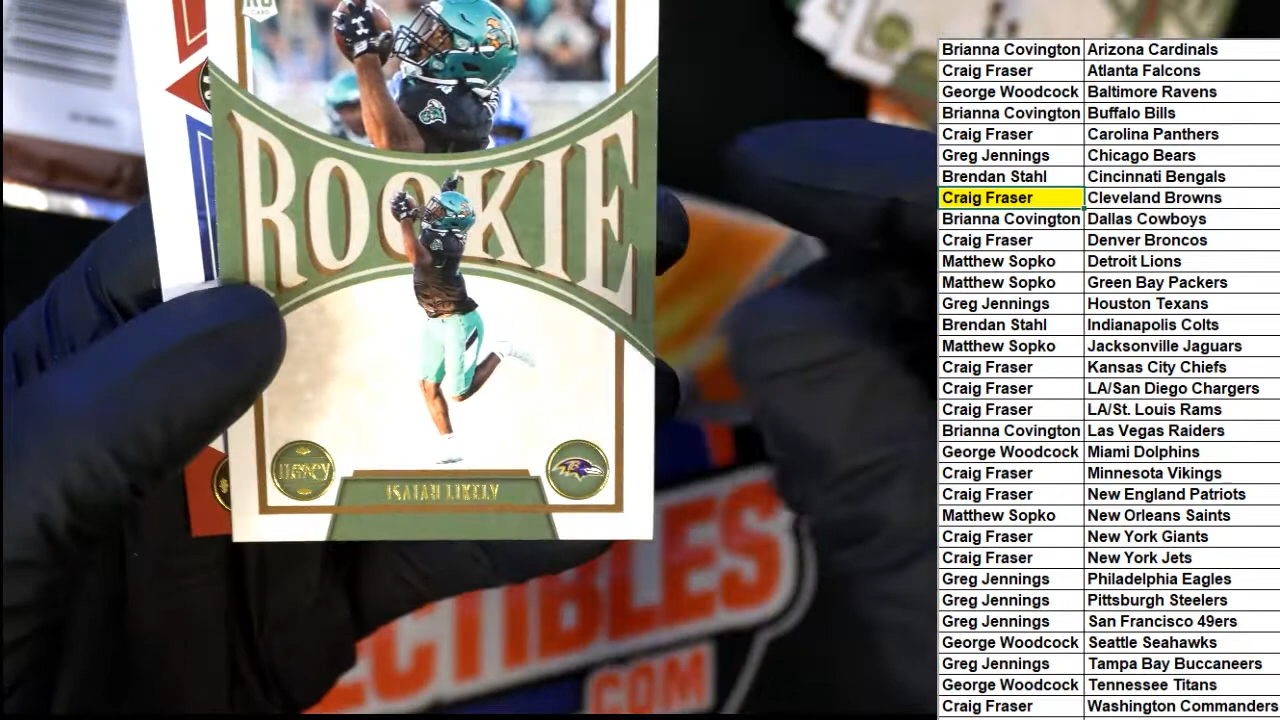 CARD
ROOKIE
LEGACY
ISAIAH LIKELY
ECTIBLES
.COM
Brianna Covington Arizona Cardinals
Craig Fraser Atlanta Falcons
George Woodcock Baltimore Ravens
Brianna Covington Buffalo Bills
Craig Fraser Carolina Panthers
Greg Jennings Chicago Bears
Brendan Stahl Cincinnati Bengals
Craig Fraser Cleveland Browns
Brianna Covington Dallas Cowboys
Craig Fraser Denver Broncos
Matthew Sopko Detroit Lions
Matthew Sopko Green Bay Packers
Greg Jennings Houston Texans
Brendan Stahl Indianapolis Colts
Matthew Sopko Jacksonville Jaguars
Craig Fraser Kansas City Chiefs
Craig Fraser LA/San Diego Chargers
Craig Fraser LA/St. Louis Rams
Brianna Covington Las Vegas Raiders
George Woodcock Miami Dolphins
Craig Fraser Minnesota Vikings
Craig Fraser New England Patriots
Matthew Sopko New Orleans Saints
Craig Fraser New York Giants
Craig Fraser New York Jets
Greg Jennings Philadelphia Eagles
Greg Jennings Pittsburgh Steelers
Greg Jennings San Francisco 49ers
George Woodcock Seattle Seahawks
Greg Jennings Tampa Bay Buccaneers
George Woodcock Tennessee Titans
Craig Fraser Washington Commanders